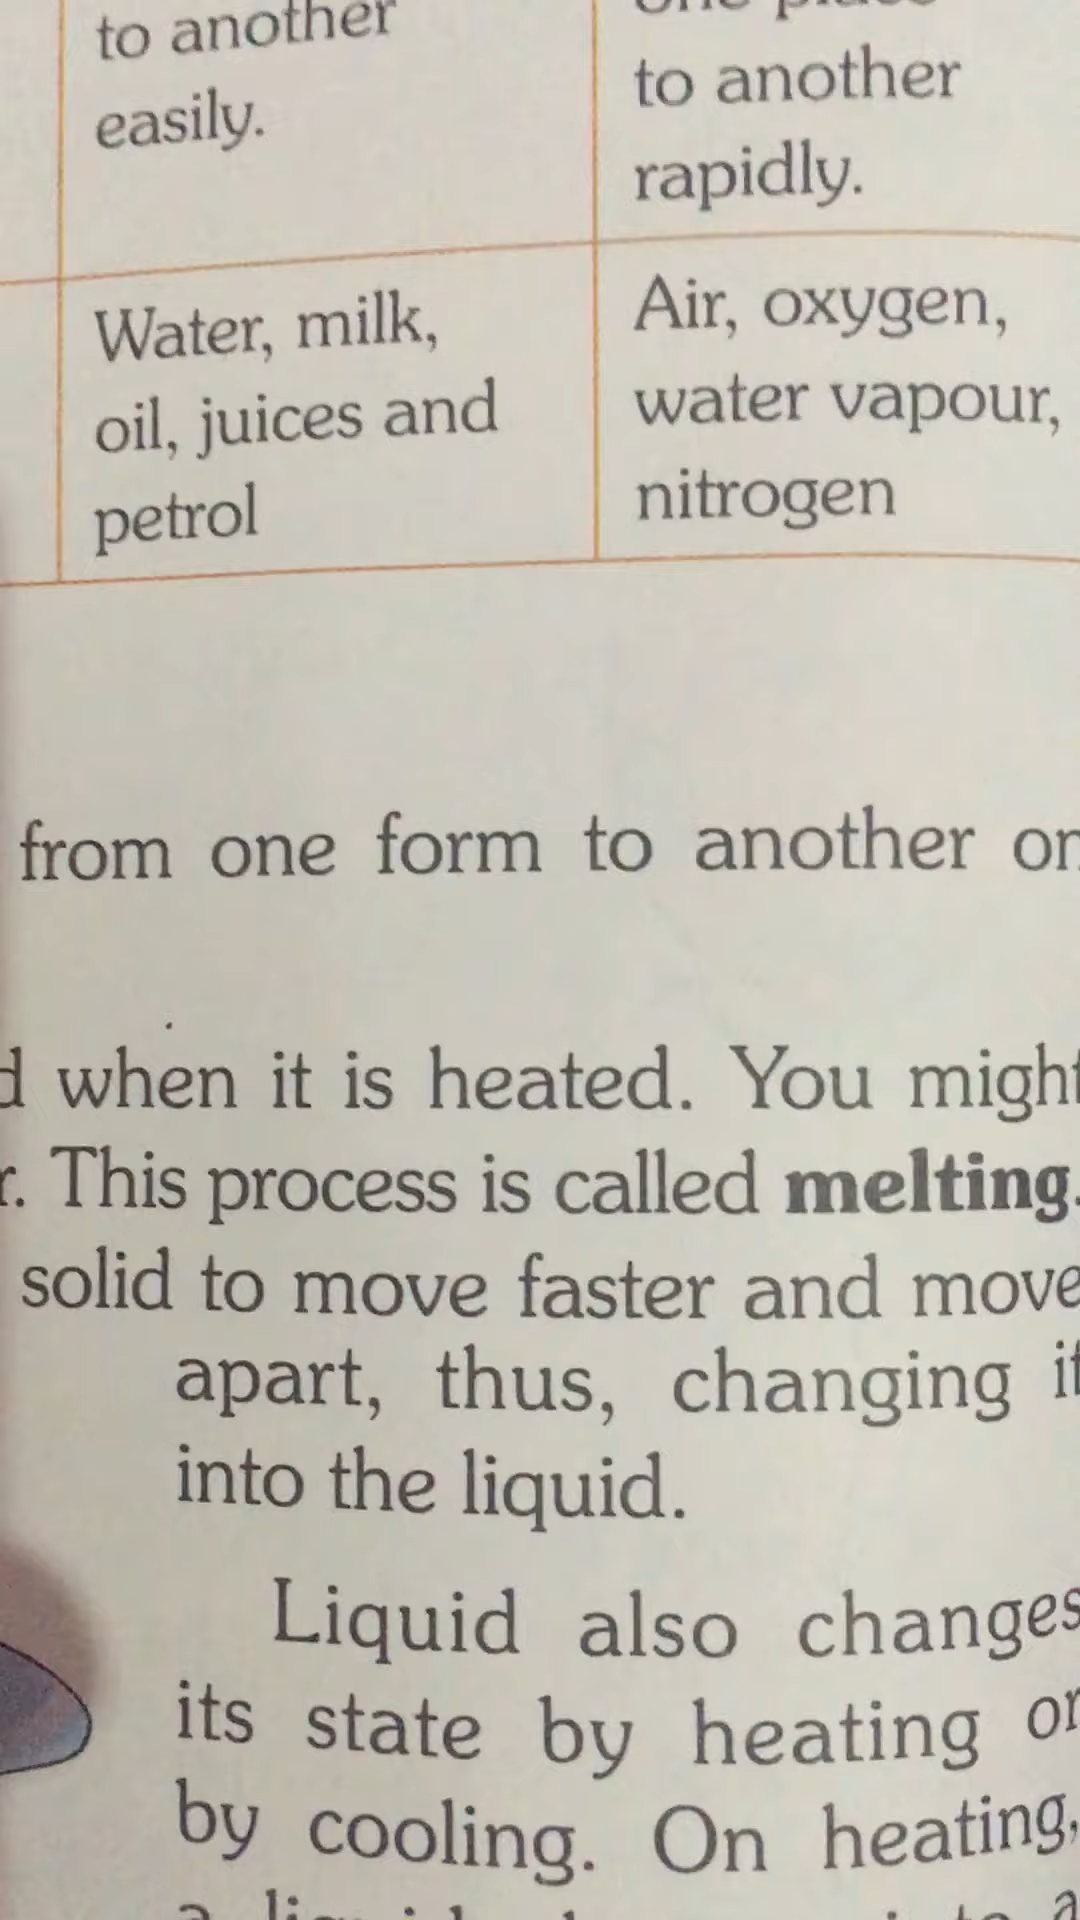 to another
easily.
to another
rapidly.
Water, milk,
oil, juices and
petrol
Air, oxygen,
water vapour,
nitrogen
from one form to another
when it is heated. You might
This process is called melting.
solid to move faster and move
apart, thus, changing it
into the liquid.
Liquid also changes
its state by heating or
by cooling. On heating,